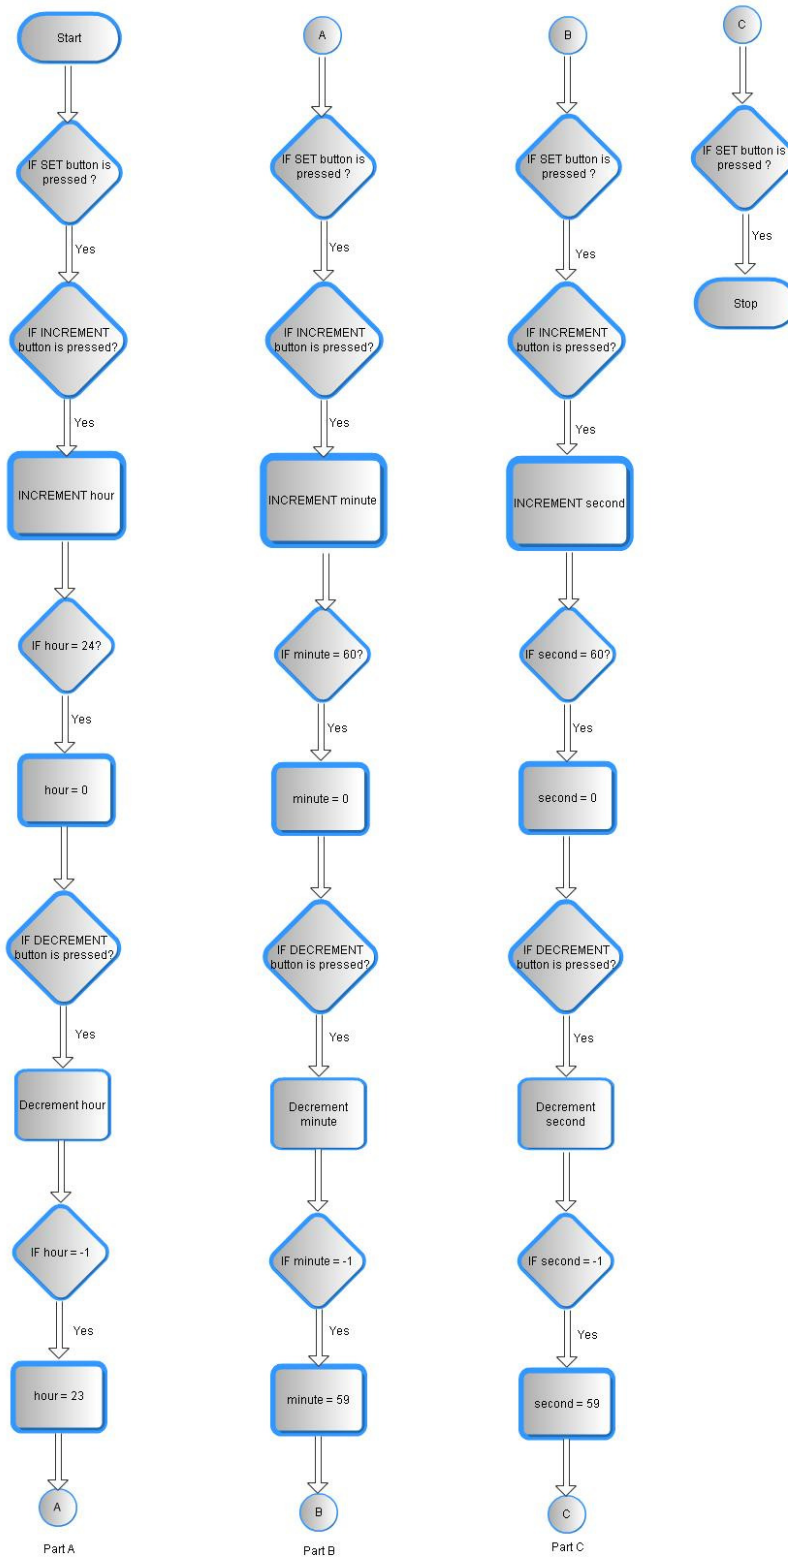 Start
IF SET button is
pressed ?
Yes
IF INCREMENT
button is pressed?
Yes
INCREMENT hour
IF hour = 24?
Yes
hour = 0
IF DECREMENT
button is pressed?
Yes
Decrement hour
IF hour = -1
Yes
hour = 23
A
Part A
A
IF SET button is
pressed ?
Yes
IF INCREMENT
button is pressed?
Yes
INCREMENT minute
IF minute = 60?
Yes
minute = 0
IF DECREMENT
button is pressed?
Yes
Decrement
minute
IF minute = -1
Yes
minute = 59
B
Part B
B
IF SET button is
pressed ?
Yes
IF INCREMENT
button is pressed?
Yes
INCREMENT second
IF second = 60?
Yes
second = 0
IF DECREMENT
button is pressed?
Yes
Decrement
second
IF second = -1
Yes
second = 59
C
Part C
C
IF SET button is
pressed ?
Yes
Stop